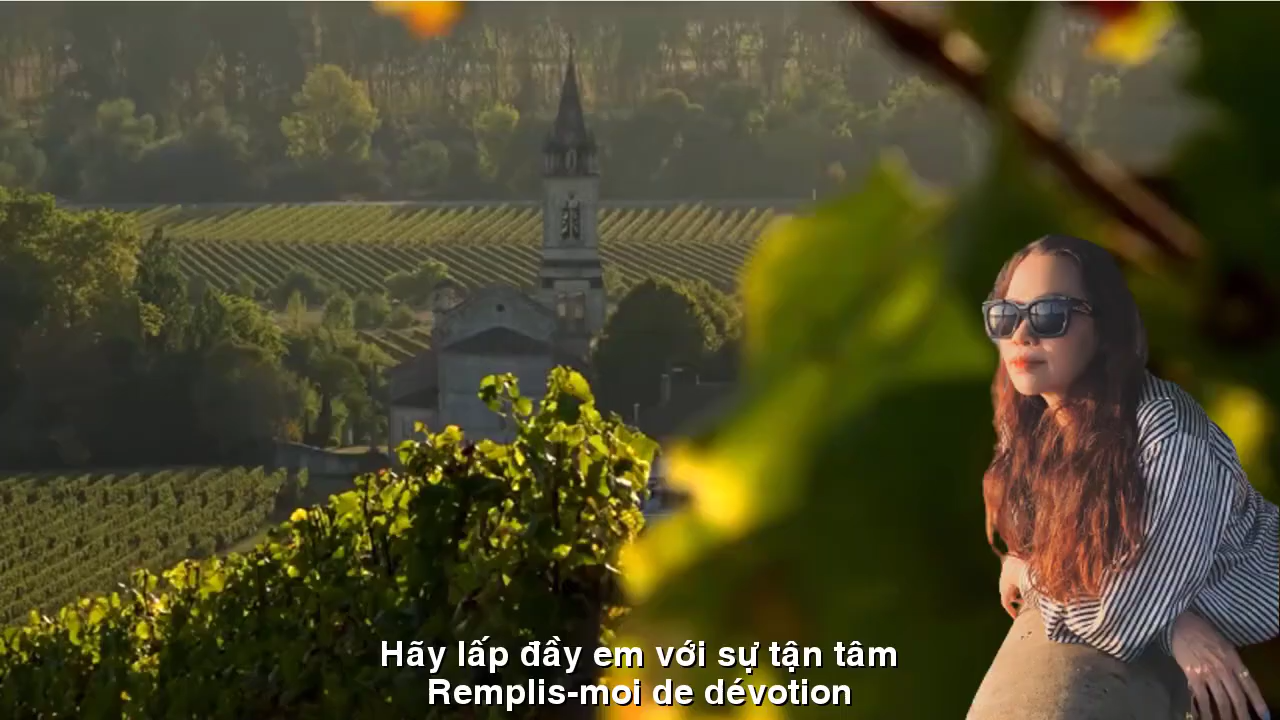 Hãy lấp đầy em với sự tận tâm
Remplis-moi de dévotion